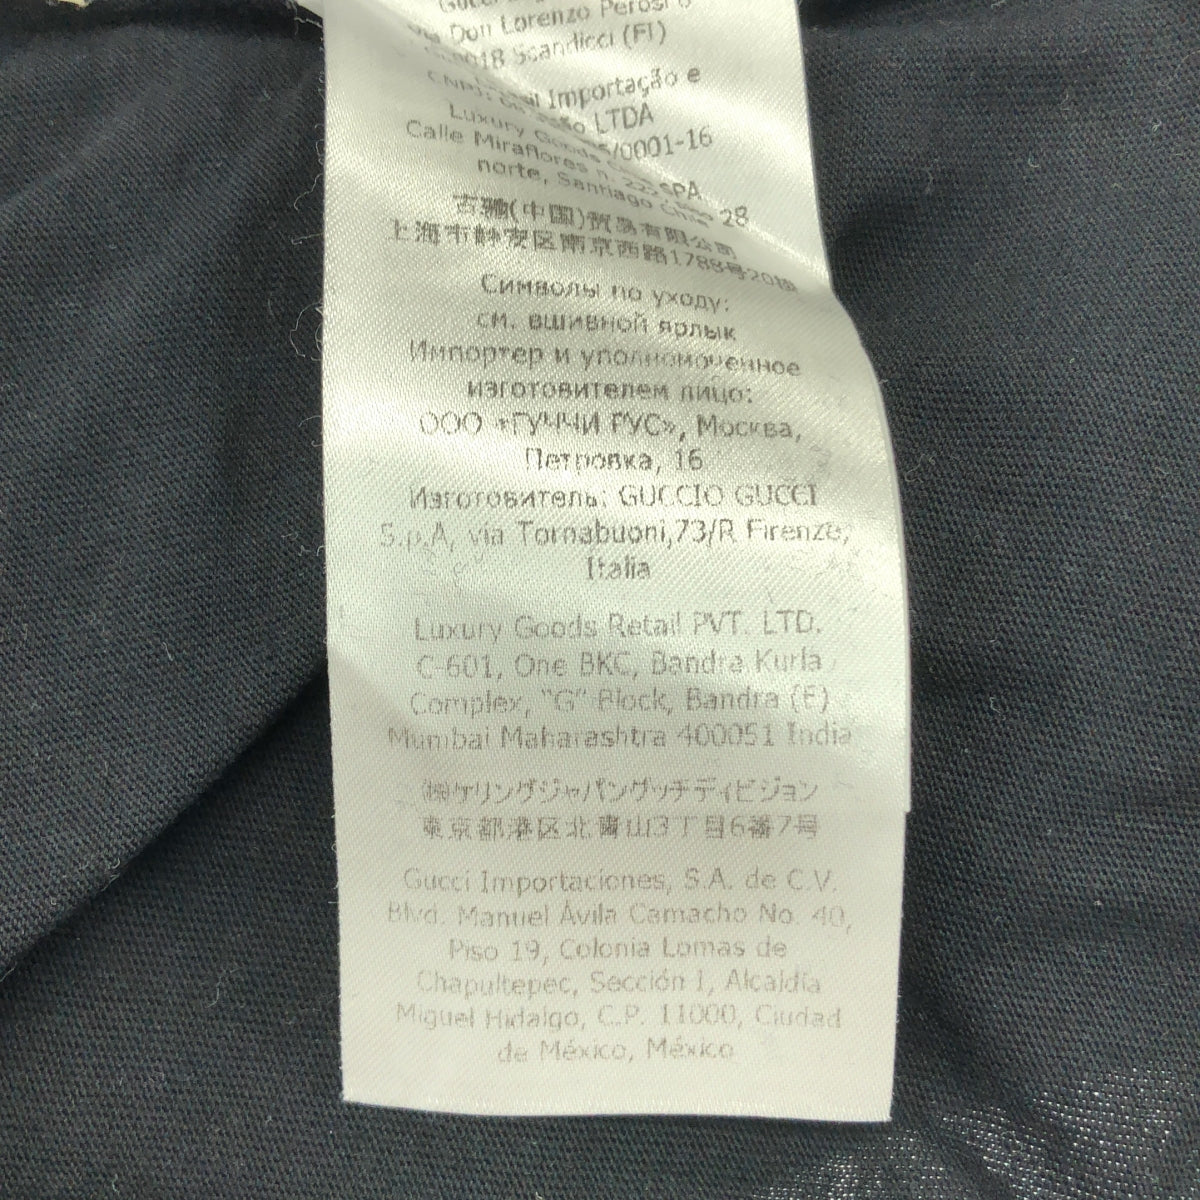 Via Don Lorenzo Perosi 6
Scandicci (FI)
Importação e
LTDA
/0001-16
Luxury Goods
Calle Miraflores n. 222
norte, Santiago Chile
28
古驰(中国)贸易有限公司
上海市静安区南京西路1788号20楼
Символы по уходу:
см. вшивной ярлык
Импортер и уполномоченное
изготовителем лицо:
ООО «ГУЧЧИ РУС», Москва,
Петровка, 16
Изготовитель: GUCCIO GUCCI
S.p.A, via Tornabuoni,73/R Firenze,
Italia
Luxury Goods Retail PVT. LTD.
C-601, One BKC, Bandra Kurla
Complex, "G" Block, Bandra (E)
Mumbai Maharashtra 400051 India
㈱ケリングジャパングッチディビジョン
東京都港区北青山3丁目6番7号
Gucci Importaciones, S.A. de C.V.
Blvd. Manuel Ávila Camacho No. 40,
Piso 19, Colonia Lomas de
Chapultepec, Sección I, Alcaldía
Miguel Hidalgo, C.P. 11000, Ciudad
de México, México